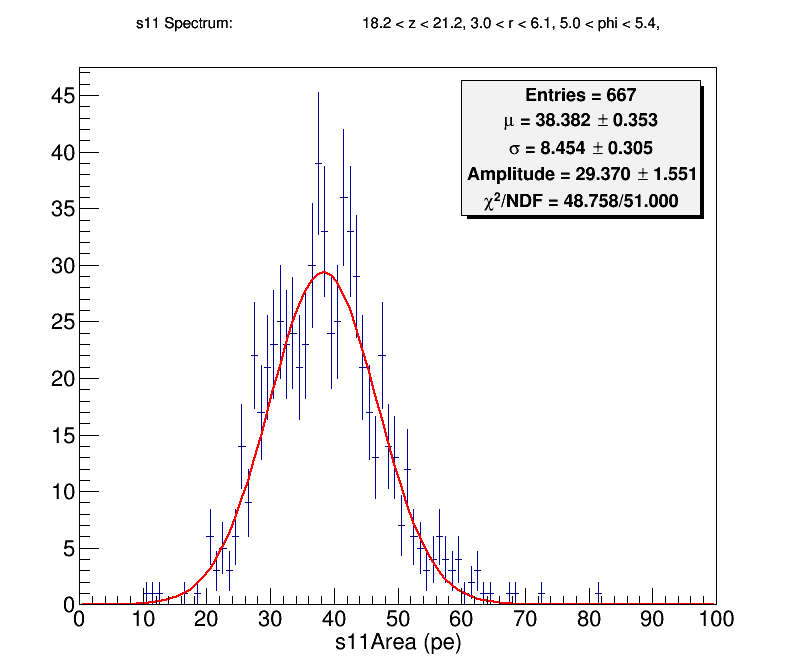 s11 Spectrum: 18.2 < z < 21.2, 3.0 < r < 6.1, 5.0 < phi < 5.4,
Entries = 667
μ = 38.382 ± 0.353
σ = 8.454 ± 0.305
Amplitude = 29.370 ± 1.551
χ²/NDF = 48.758/51.000
45
40
35
30
25
20
15
10
5
0
0 10 20 30 40 50 60 70 80 90 100
s11Area (pe)